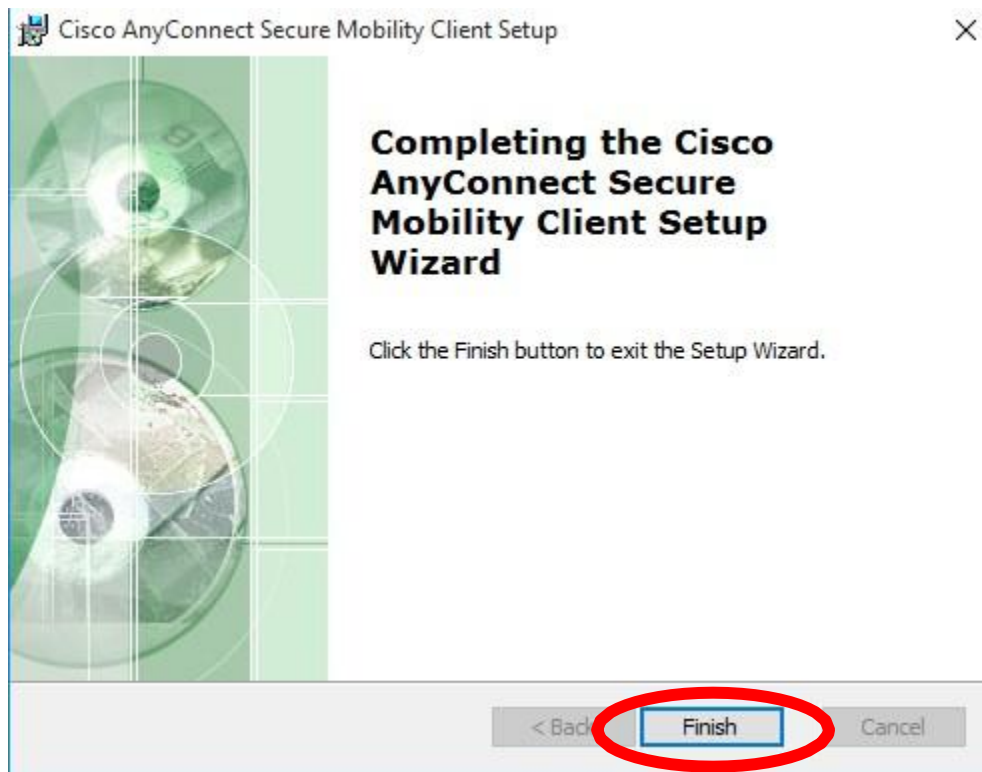 Cisco AnyConnect Secure Mobility Client Setup
Completing the Cisco
AnyConnect Secure
Mobility Client Setup
Wizard
Click the Finish button to exit the Setup Wizard.
< Back
Finish
Cancel